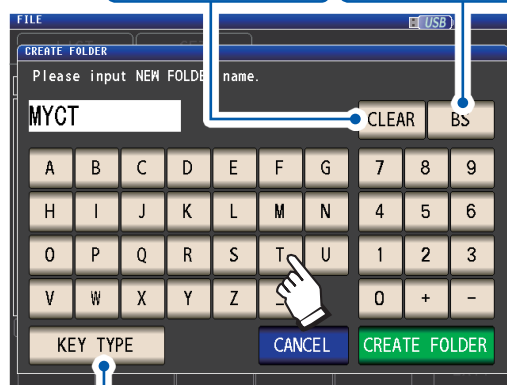 FILE USB
CREATE FOLDER
Please input NEW FOLDE name.
MYCT CLEAR BS
A B C D E F G 7 8 9
H I J K L M N 4 5 6
O P Q R S T U 1 2 3
V W X Y Z 0 + -
KEY TYPE CANCEL CREATE FOLDER